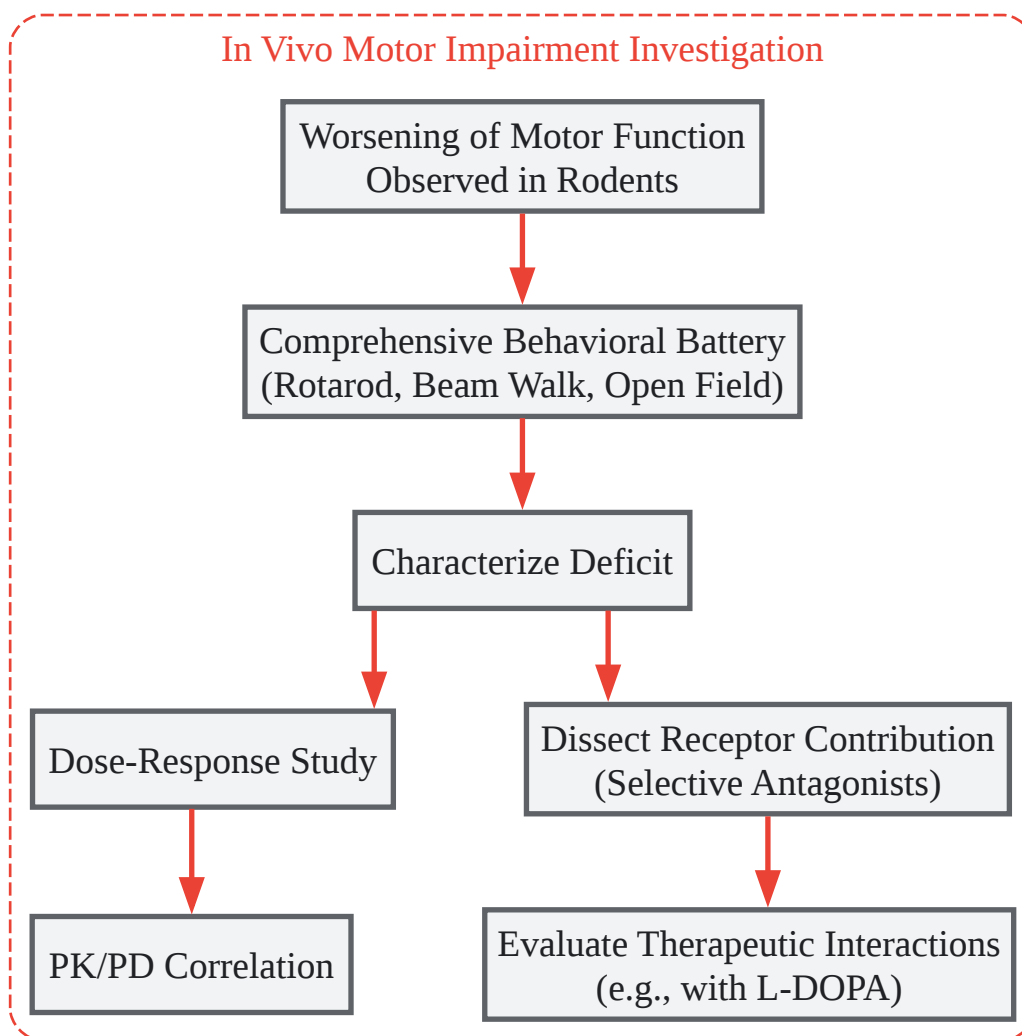 In Vivo Motor Impairment Investigation
Worsening of Motor Function
Observed in Rodents
Comprehensive Behavioral Battery
(Rotarod, Beam Walk, Open Field)
Characterize Deficit
Dose-Response Study
Dissect Receptor Contribution
(Selective Antagonists)
PK/PD Correlation
Evaluate Therapeutic Interactions
(e.g., with L-DOPA)